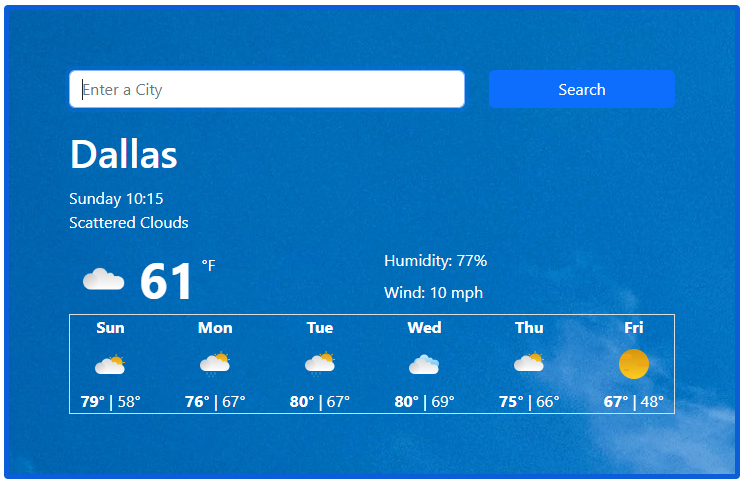 Enter a City Search
Dallas
Sunday 10:15
Scattered Clouds
61 °F
Humidity: 77%
Wind: 10 mph
Sun Mon Tue Wed Thu Fri
79° | 58° 76° | 67° 80° | 67° 80° | 69° 75° | 66° 67° | 48°